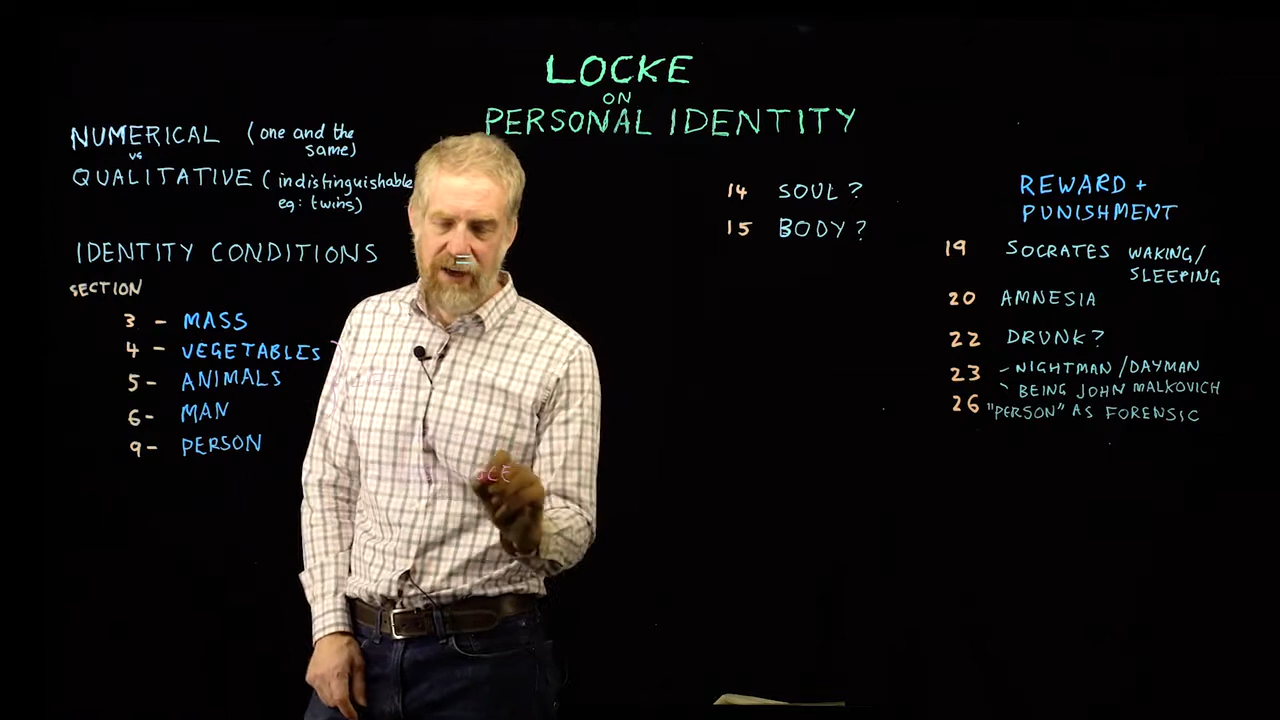 LOCKE
ON
PERSONAL IDENTITY
NUMERICAL (one and the
same)
vs
QUALITATIVE (indistinguishable
eg: twins)
IDENTITY CONDITIONS
SECTION
3 - MASS
4 - VEGETABLES
5 - ANIMALS
6 - MAN
9 - PERSON
14 SOUL?
15 BODY?
REWARD +
PUNISHMENT
19 SOCRATES WAKING/
SLEEPING
20 AMNESIA
22 DRUNK?
23 - NIGHTMAN/DAYMAN
- BEING JOHN MALKOVICH
26 "PERSON" AS FORENSIC